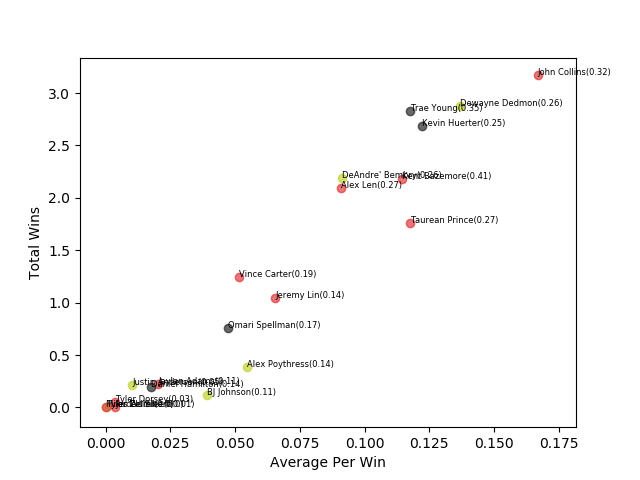 John Collins(0.32)
Dewayne Dedmon(0.26)
Trae Young(0.35)
Kevin Huerter(0.25)
DeAndre' Bembry(0.26)
Kent Bazemore(0.41)
Alex Len(0.27)
Taurean Prince(0.27)
Vince Carter(0.19)
Jeremy Lin(0.14)
Omari Spellman(0.17)
Alex Poythress(0.14)
Daniel Hamilton(0.14)
BJ Johnson(0.11)
Tyler Dorsey(0.03)
Total Wins
0.0
0.5
1.0
1.5
2.0
2.5
3.0
0.000 0.025 0.050 0.075 0.100 0.125 0.150 0.175
Average Per Win